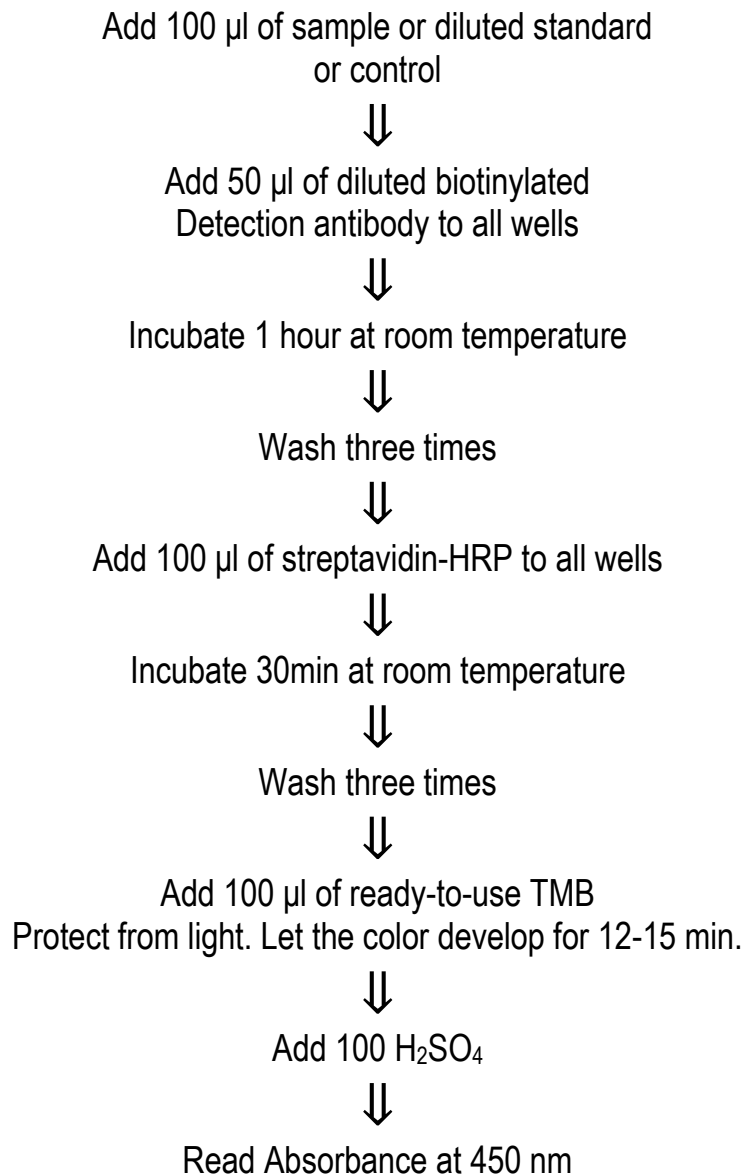 Add 100 µl of sample or diluted standard
or control
⇓
Add 50 µl of diluted biotinylated
Detection antibody to all wells
⇓
Incubate 1 hour at room temperature
⇓
Wash three times
⇓
Add 100 µl of streptavidin-HRP to all wells
⇓
Incubate 30min at room temperature
⇓
Wash three times
⇓
Add 100 µl of ready-to-use TMB
Protect from light. Let the color develop for 12-15 min.
⇓
Add 100 H₂SO₄
⇓
Read Absorbance at 450 nm